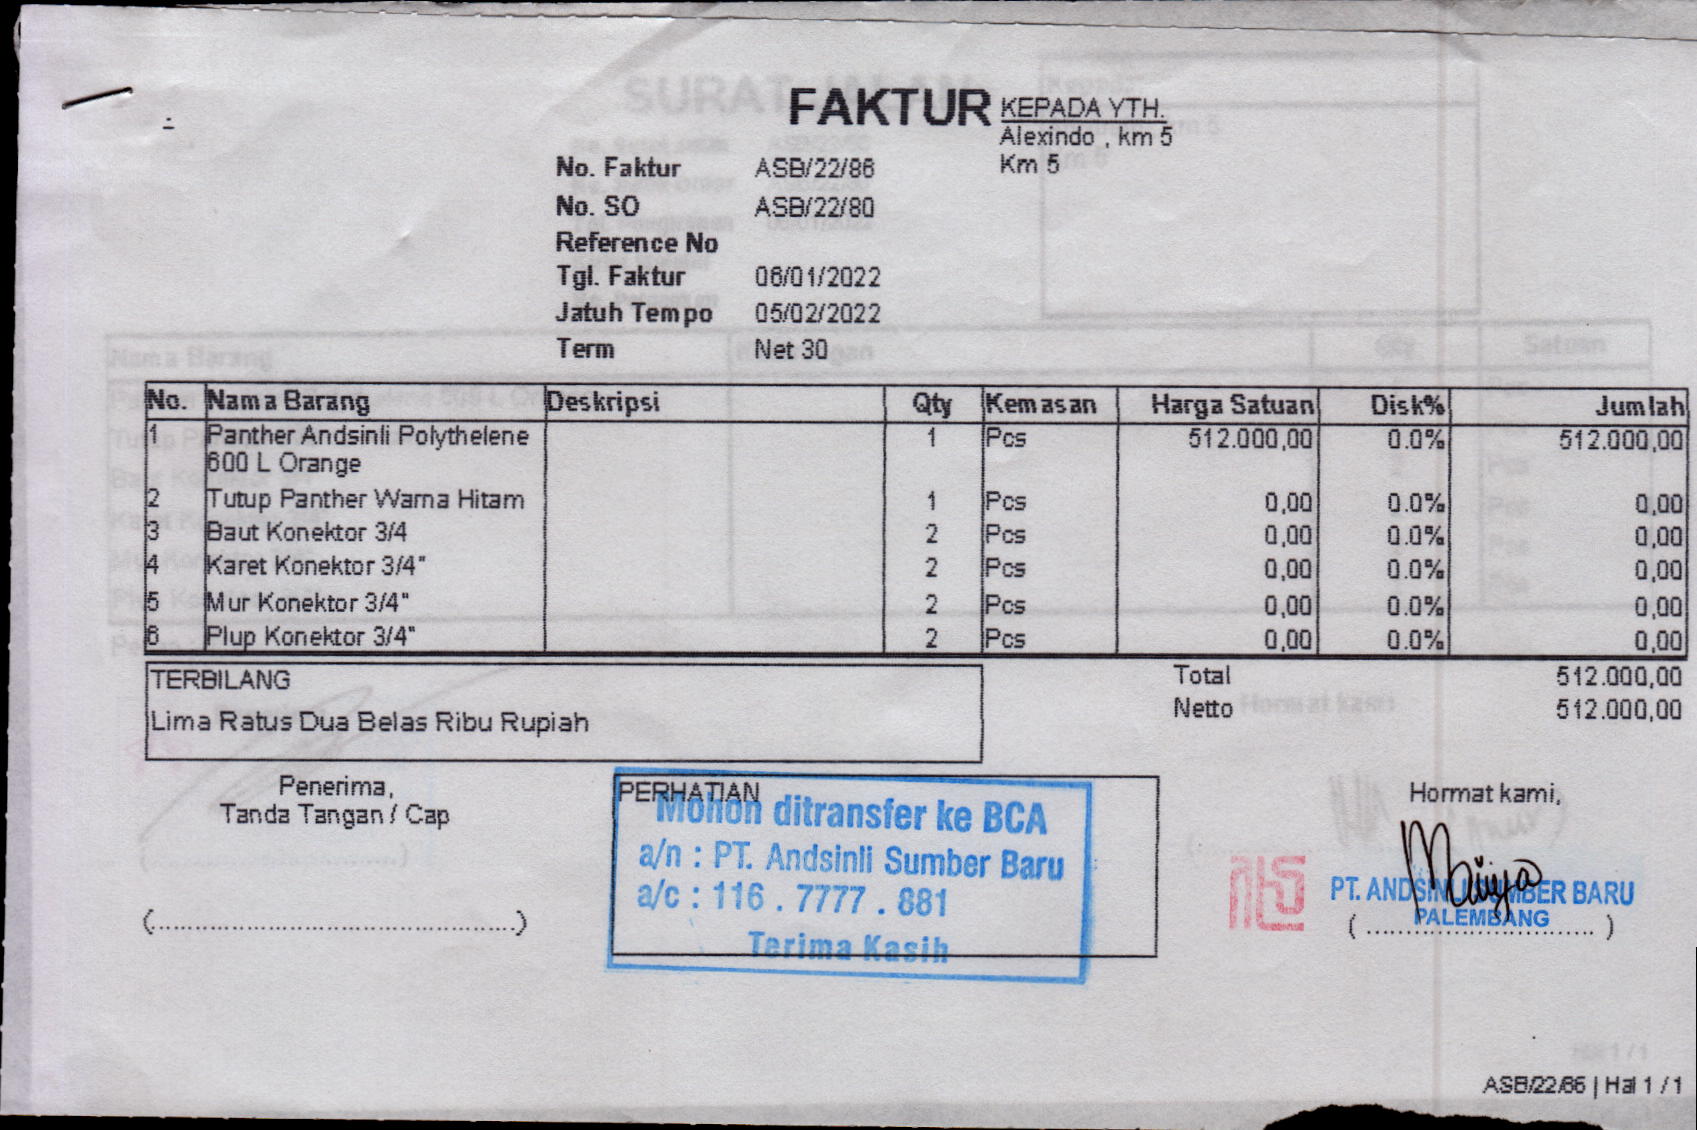 FAKTUR
KEPADA YTH.
Alexindo , km 5
Km 5
No. Faktur ASB/22/86
No. SO ASB/22/80
Reference No
Tgl. Faktur 06/01/2022
Jatuh Tempo 05/02/2022
Term Net 30
No. Nama Barang Deskripsi Qty Kemasan Harga Satuan Disk% Jumlah
1 Panther Andsinli Polythelene 1 Pcs 512.000,00 0.0% 512.000,00
600 L Orange
2 Tutup Panther Warna Hitam 1 Pcs 0,00 0.0% 0,00
3 Baut Konektor 3/4 2 Pcs 0,00 0.0% 0,00
4 Karet Konektor 3/4" 2 Pcs 0,00 0.0% 0,00
5 Mur Konektor 3/4" 2 Pcs 0,00 0.0% 0,00
6 Plup Konektor 3/4" 2 Pcs 0,00 0.0% 0,00
TERBILANG
Lima Ratus Dua Belas Ribu Rupiah
Total 512.000,00
Netto 512.000,00
Penerima,
Tanda Tangan / Cap
(..............................................)
PERHATIAN
Mohon ditransfer ke BCA
a/n : PT. Andsinli Sumber Baru
a/c : 116 . 7777 . 881
Terima Kasih
Hormat kami,
PT. ANDSINLI SUMBER BARU
PALEMBANG
( ............................. )
ASB/22/86 | Hal 1 / 1